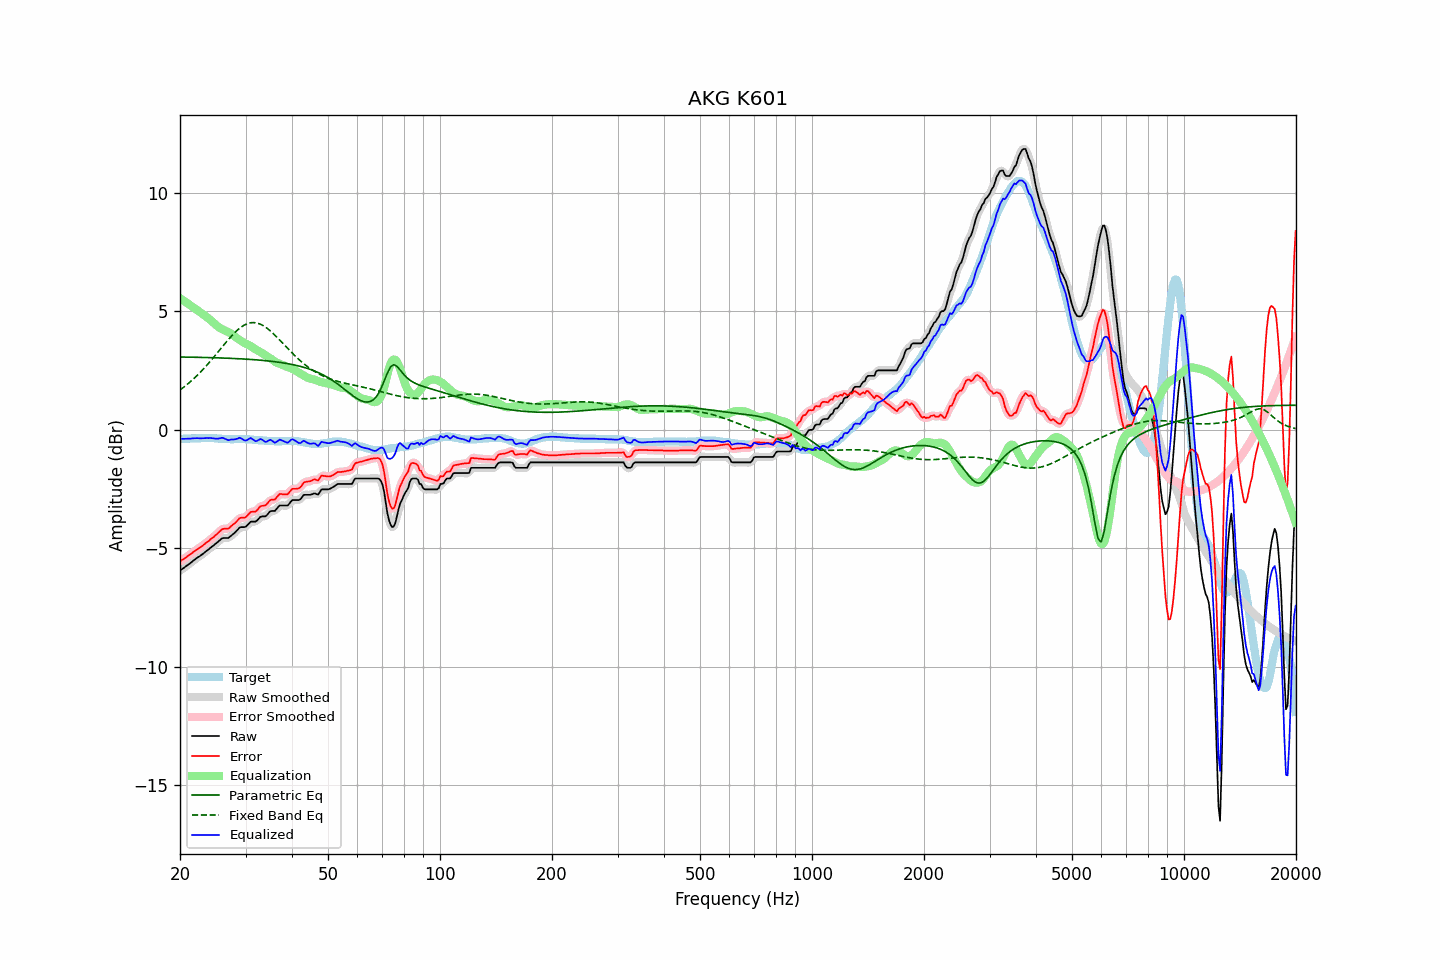 AKG K601
Amplitude (dBr)
10
5
0
−5
−10
−15
Target
Raw Smoothed
Error Smoothed
Raw
Error
Equalization
Parametric Eq
Fixed Band Eq
Equalized
20 50 100 200 500 1000 2000 5000 10000 20000
Frequency (Hz)